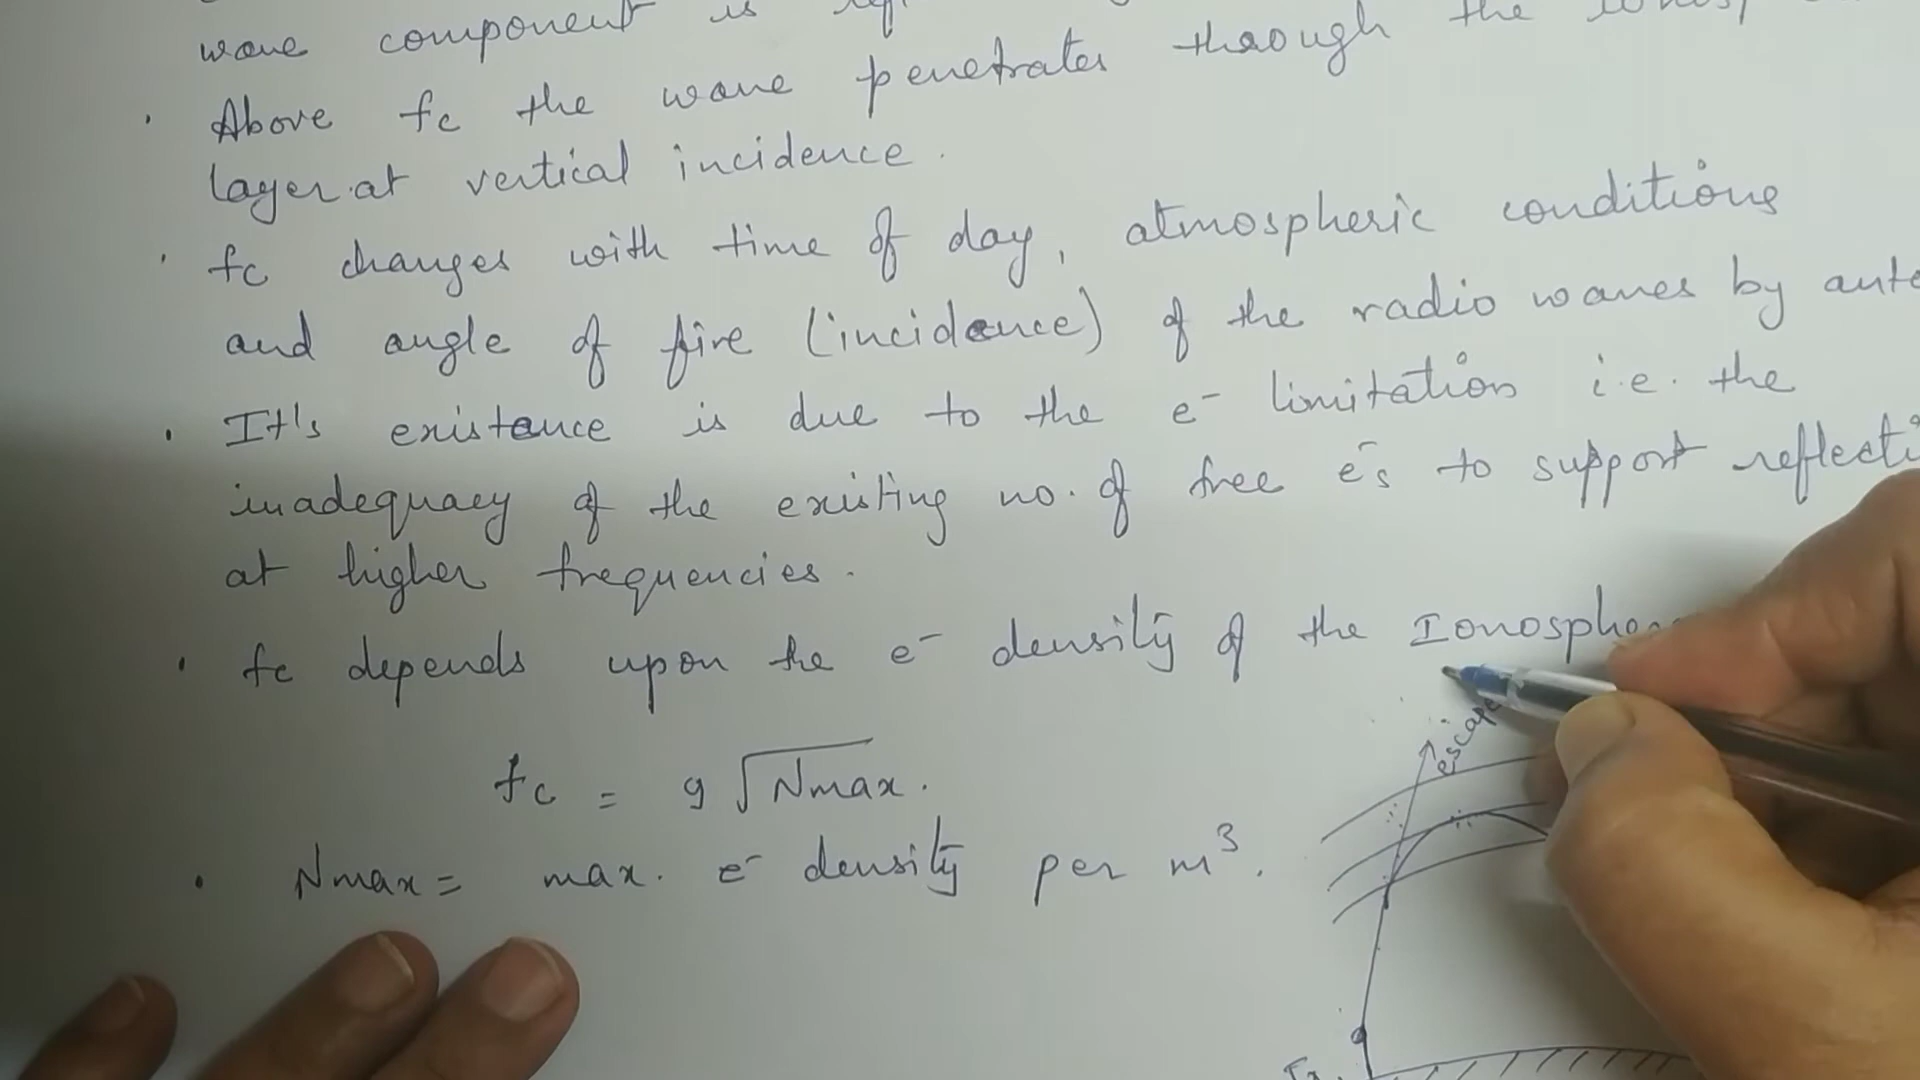 wave component is
Above fc the wave penetrates through the
layer at vertical incidence.
fc changes with time of day, atmospheric conditions
and angle of fire (incidence) of the radio waves by
· It's existence is due to the e⁻ limitation i.e. the
inadequacy of the existing no. of free e⁻s to support reflecti
at higher frequencies.
· fc depends upon the e⁻ density of the Ionosphe
fc = 9 √Nmax.
· Nmax = max. e⁻ density per m³.
escape
Tx.